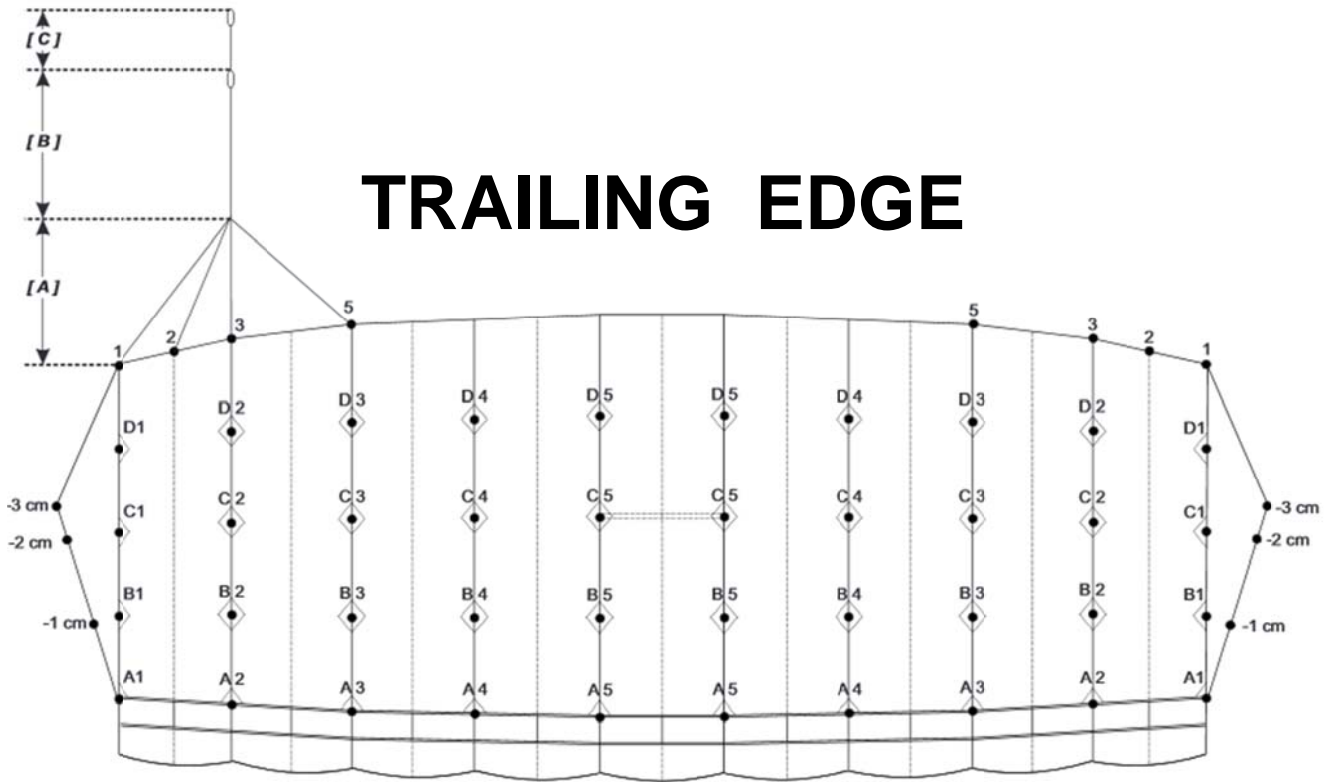 [C]
[B]
TRAILING EDGE
[A]
1 2 3 5 5 3 2 1
D1 D2 D3 D4 D5 D5 D4 D3 D2 D1
-3 cm -3 cm
C1 C2 C3 C4 C5 C5 C4 C3 C2 C1
-2 cm -2 cm
B1 B2 B3 B4 B5 B5 B4 B3 B2 B1
-1 cm -1 cm
A1 A2 A3 A4 A5 A5 A4 A3 A2 A1